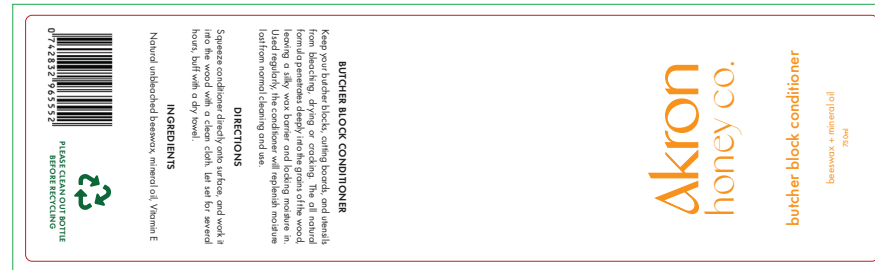 Akron
honey co.
butcher block conditioner
beeswax + mineral oil
750ml
BUTCHER BLOCK CONDITIONER
Keep your butcher blocks, cutting boards, and utensils
from bleaching, drying or cracking. The all natural
formula penetrates deeply into the grains of the wood,
leaving a silky wax barrier and locking moisture in.
Used regularly, the conditioner will replenish moisture
lost from normal cleaning and use.
DIRECTIONS
Squeeze conditioner directly onto surface, and work it
into the wood with a clean cloth. Let set for several
hours, buff with a dry towel.
INGREDIENTS
Natural unbleached beeswax, mineral oil, Vitamin E
0 742832 965552
PLEASE CLEAN OUT BOTTLE
BEFORE RECYCLING